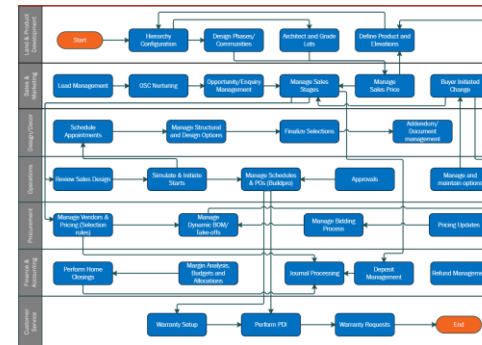 Land & Product
Development
Start
Hierarchy
Configuration
Design Phases/
Communities
Architect and Grade
Lots
Define Product and
Elevations
Sales &
Marketing
Lead Management
OSC Nurturing
Opportunity/Enquiry
Management
Manage Sales
Stages
Manage
Sales Price
Buyer Initiated
Change
Design/Decor
Schedule
Appointments
Manage Structural
and Design Options
Finalize Selections
Addendum/
Document
management
Operations
Review Sales Design
Simulate & Initiate
Starts
Manage Schedules
& POs (Buildpro)
Approvals
Manage and
maintain options
Procurement
Manage Vendors &
Pricing (Selection
rules)
Manage
Dynamic BOM/
Take-offs
Manage Bidding
Process
Pricing Updates
Finance &
Accounting
Perform Home
Closings
Margin Analysis,
Budgets and
Allocations
Journal Processing
Deposit
Management
Refund Manageme
Customer
Service
Warranty Setup
Perform PDI
Warranty Requests
End